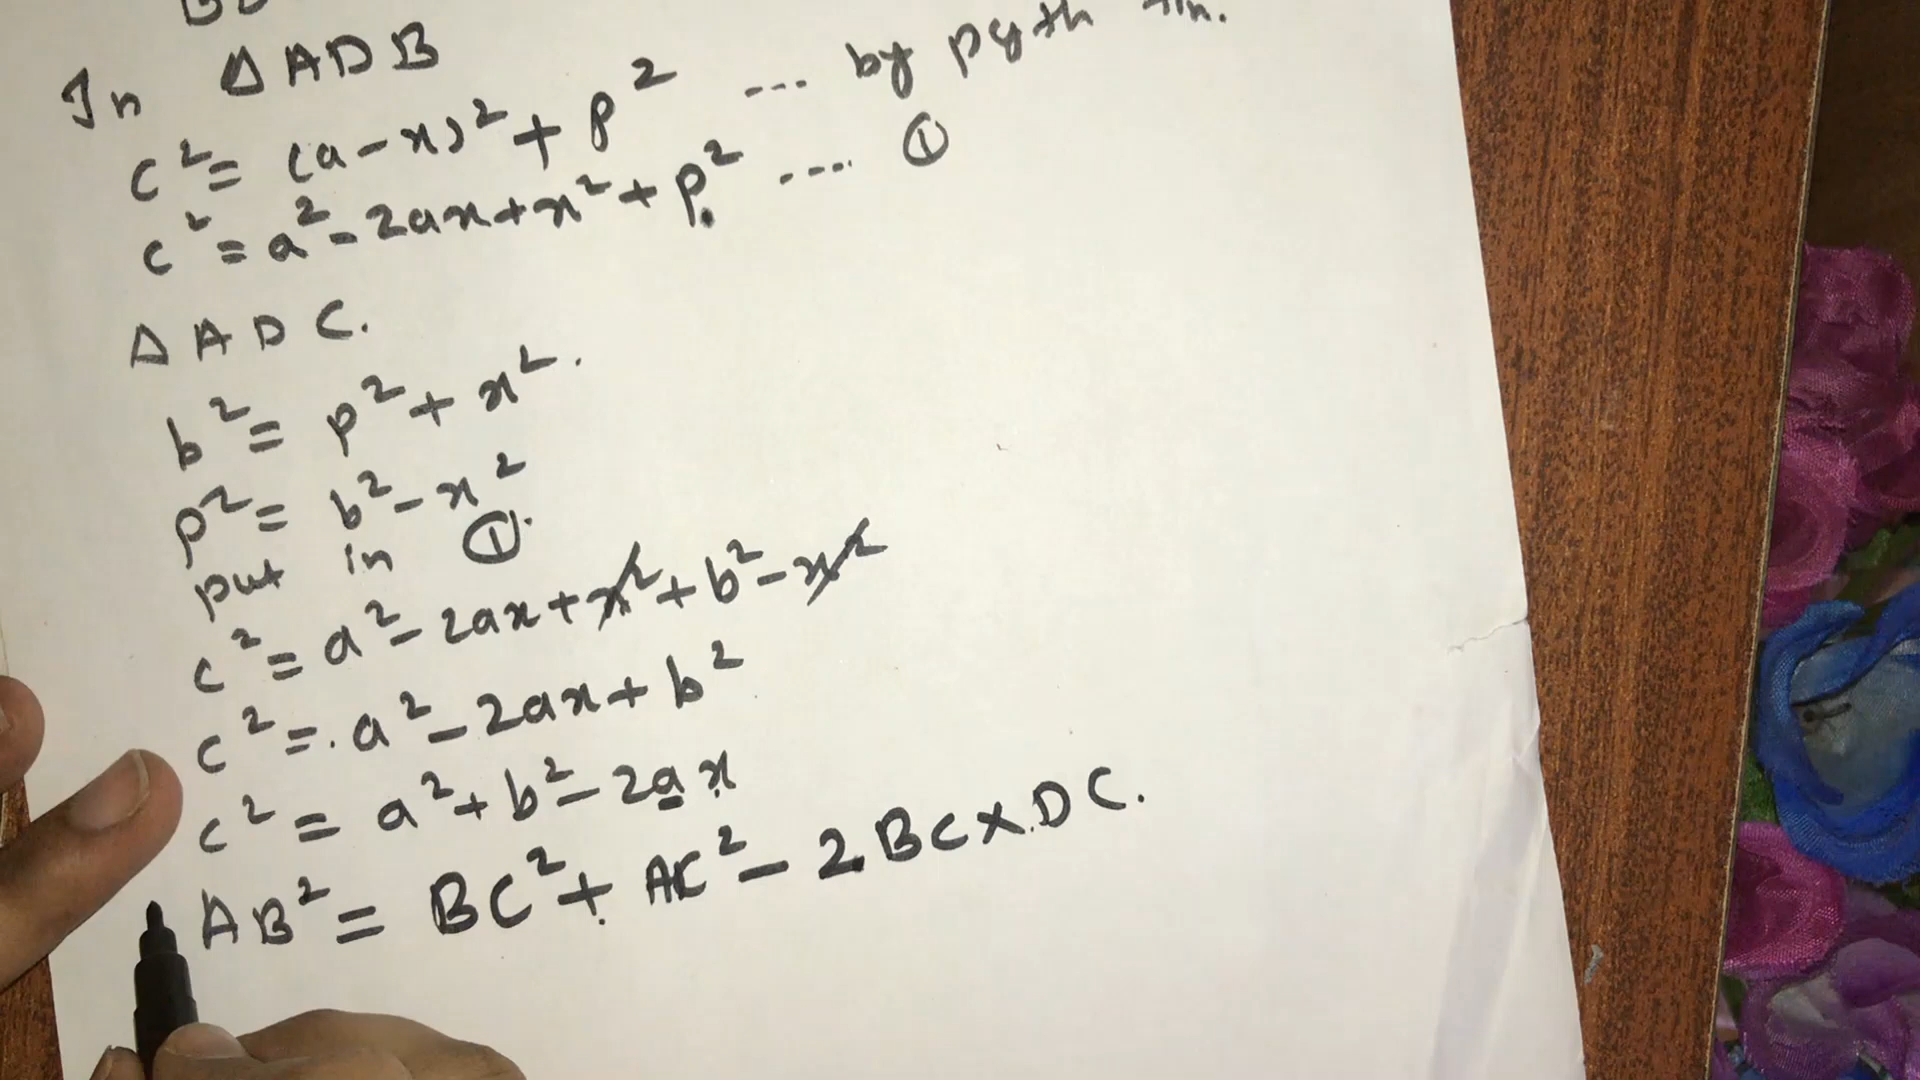 In ΔADB
c² = (a-x)² + p² ... by pyth
c² = a² - 2ax + x² + p² .... ①
Δ A D C.
b² = p² + x².
p² = b² - x²
put in ①.
c² = a² - 2ax + x² + b² - x²
c² = a² - 2ax + b²
c² = a² + b² - 2ax
AB² = BC² + AC² - 2BC×DC.